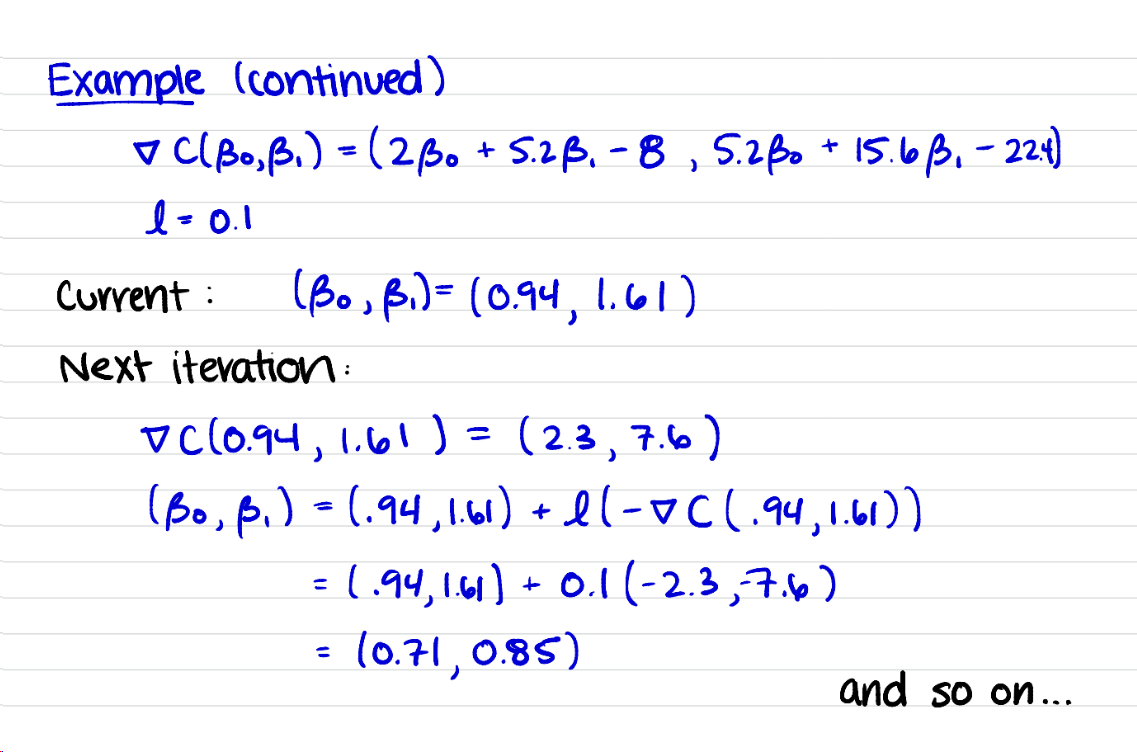 Example (continued)
∇ C(β₀,β₁) = (2β₀ + 5.2β₁ - 8 , 5.2β₀ + 15.6β₁ - 22.4)
l = 0.1
Current : (β₀, β₁) = (0.94, 1.61)
Next iteration:
∇C(0.94, 1.61) = (2.3, 7.6)
(β₀, β₁) = (.94, 1.61) + l(-∇C(.94, 1.61))
= (.94, 1.61) + 0.1(-2.3, -7.6)
= (0.71, 0.85)
and so on...